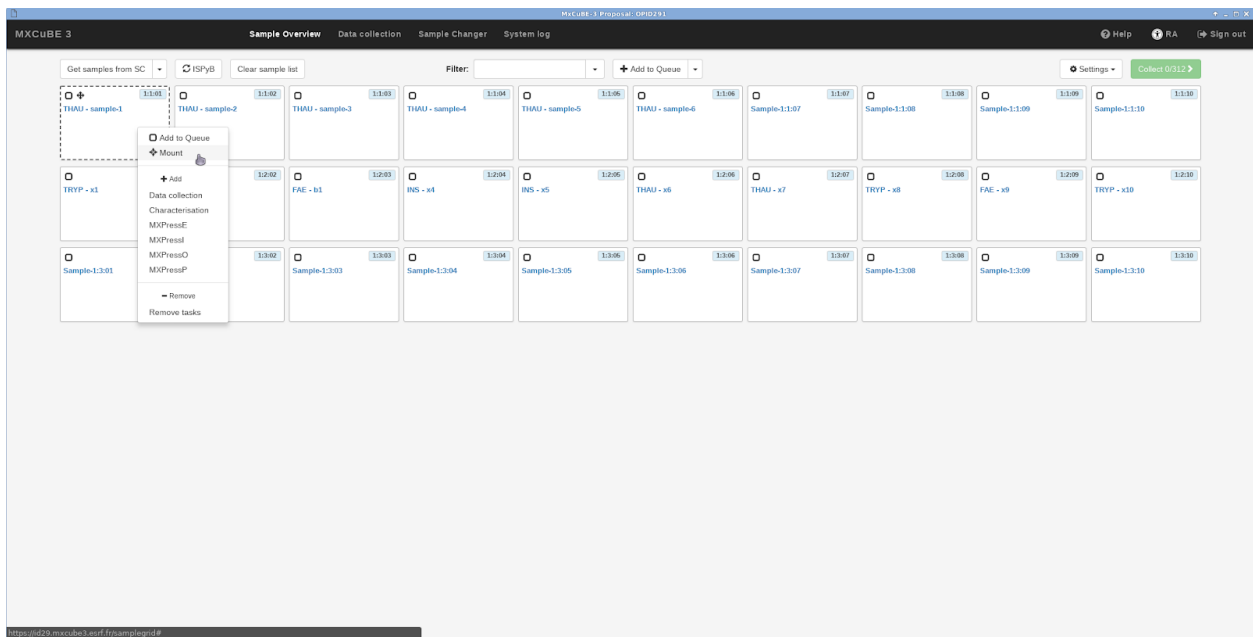 MxCuBE-3 Proposal: OPID291
MXCuBE 3 Sample Overview Data collection Sample Changer System log Help RA Sign out
Get samples from SC ISPyB Clear sample list Filter: Add to Queue Settings Collect 0/312
1:1:01 1:1:02 1:1:03 1:1:04 1:1:05 1:1:06 1:1:07 1:1:08 1:1:09 1:1:10
THAU - sample-1 THAU - sample-2 THAU - sample-3 THAU - sample-4 THAU - sample-5 THAU - sample-6 Sample-1:1:07 Sample-1:1:08 Sample-1:1:09 Sample-1:1:10
Add to Queue
Mount
Add
Data collection
Characterisation
MXPressE
MXPressI
MXPressO
MXPressP
Remove
Remove tasks
1:2:02 1:2:03 1:2:04 1:2:05 1:2:06 1:2:07 1:2:08 1:2:09 1:2:10
TRYP - x1 FAE - b1 INS - x4 INS - x5 THAU - x6 THAU - x7 TRYP - x8 FAE - x9 TRYP - x10
1:3:02 1:3:03 1:3:04 1:3:05 1:3:06 1:3:07 1:3:08 1:3:09 1:3:10
Sample-1:3:01 Sample-1:3:03 Sample-1:3:04 Sample-1:3:05 Sample-1:3:06 Sample-1:3:07 Sample-1:3:08 Sample-1:3:09 Sample-1:3:10
https://id29.mxcube3.esrf.fr/samplegrid#